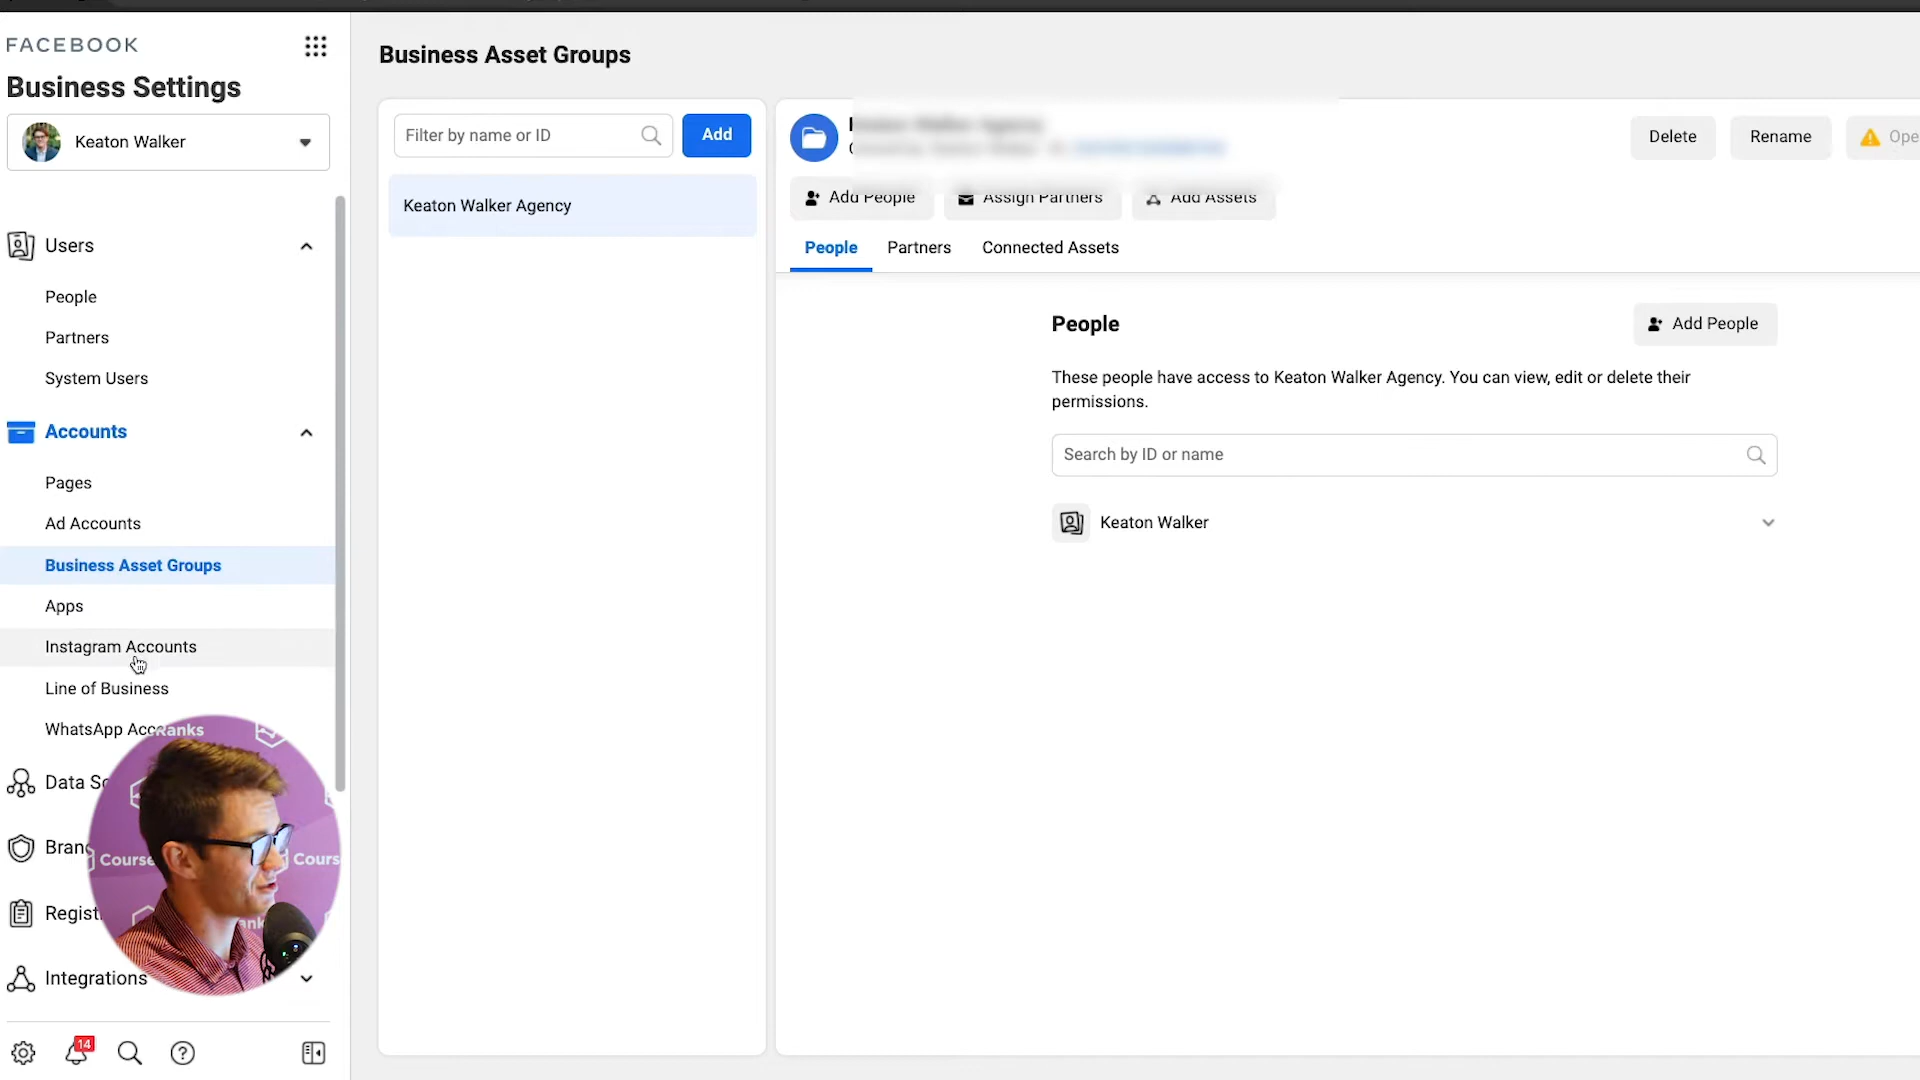 FACEBOOK
Business Settings
Keaton Walker
Users
People
Partners
System Users
Accounts
Pages
Ad Accounts
Business Asset Groups
Apps
Instagram Accounts
Line of Business
WhatsApp
Data
Integrations
14
Business Asset Groups
Filter by name or ID
Add
Keaton Walker Agency
Delete
Rename
Add People
Assign Partners
Add Assets
People
Partners
Connected Assets
People
Add People
These people have access to Keaton Walker Agency. You can view, edit or delete their
permissions.
Search by ID or name
Keaton Walker